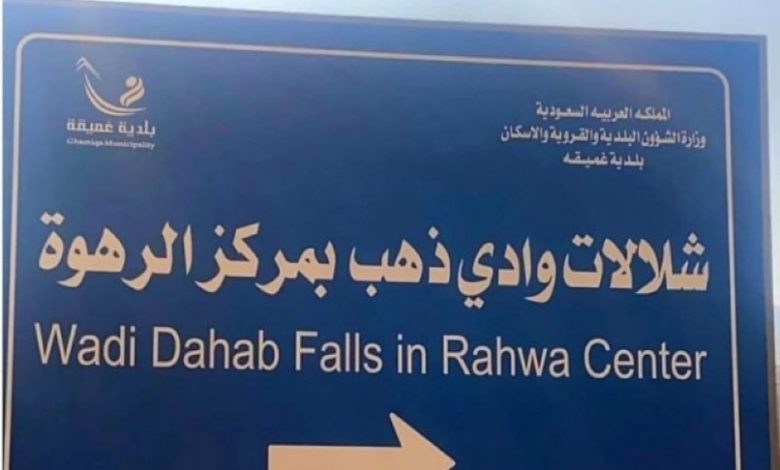 المملكه العربيه السعودية
وزارة الشؤون البلدية والقروية والاسكان
بلدية غميقه
بلدية غميقة
Ghamiqa Municipality
شلالات وادي ذهب بمركز الرهوة
Wadi Dahab Falls in Rahwa Center